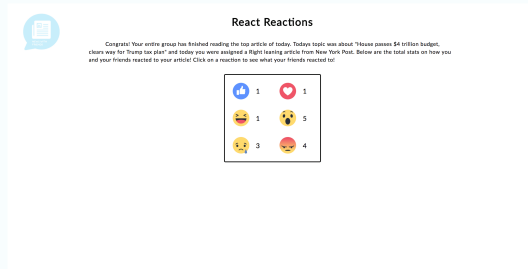 React Reactions
Congrats! Your entire group has finished reading the top article of today. Todays topic was about "House passes $4 trillion budget,
clears way for Trump tax plan" and today you were assigned a Right leaning article from New York Post. Below are the total stats on how you
and your friends reacted to your article! Click on a reaction to see what your friends reacted to!
1 1
1 5
3 4